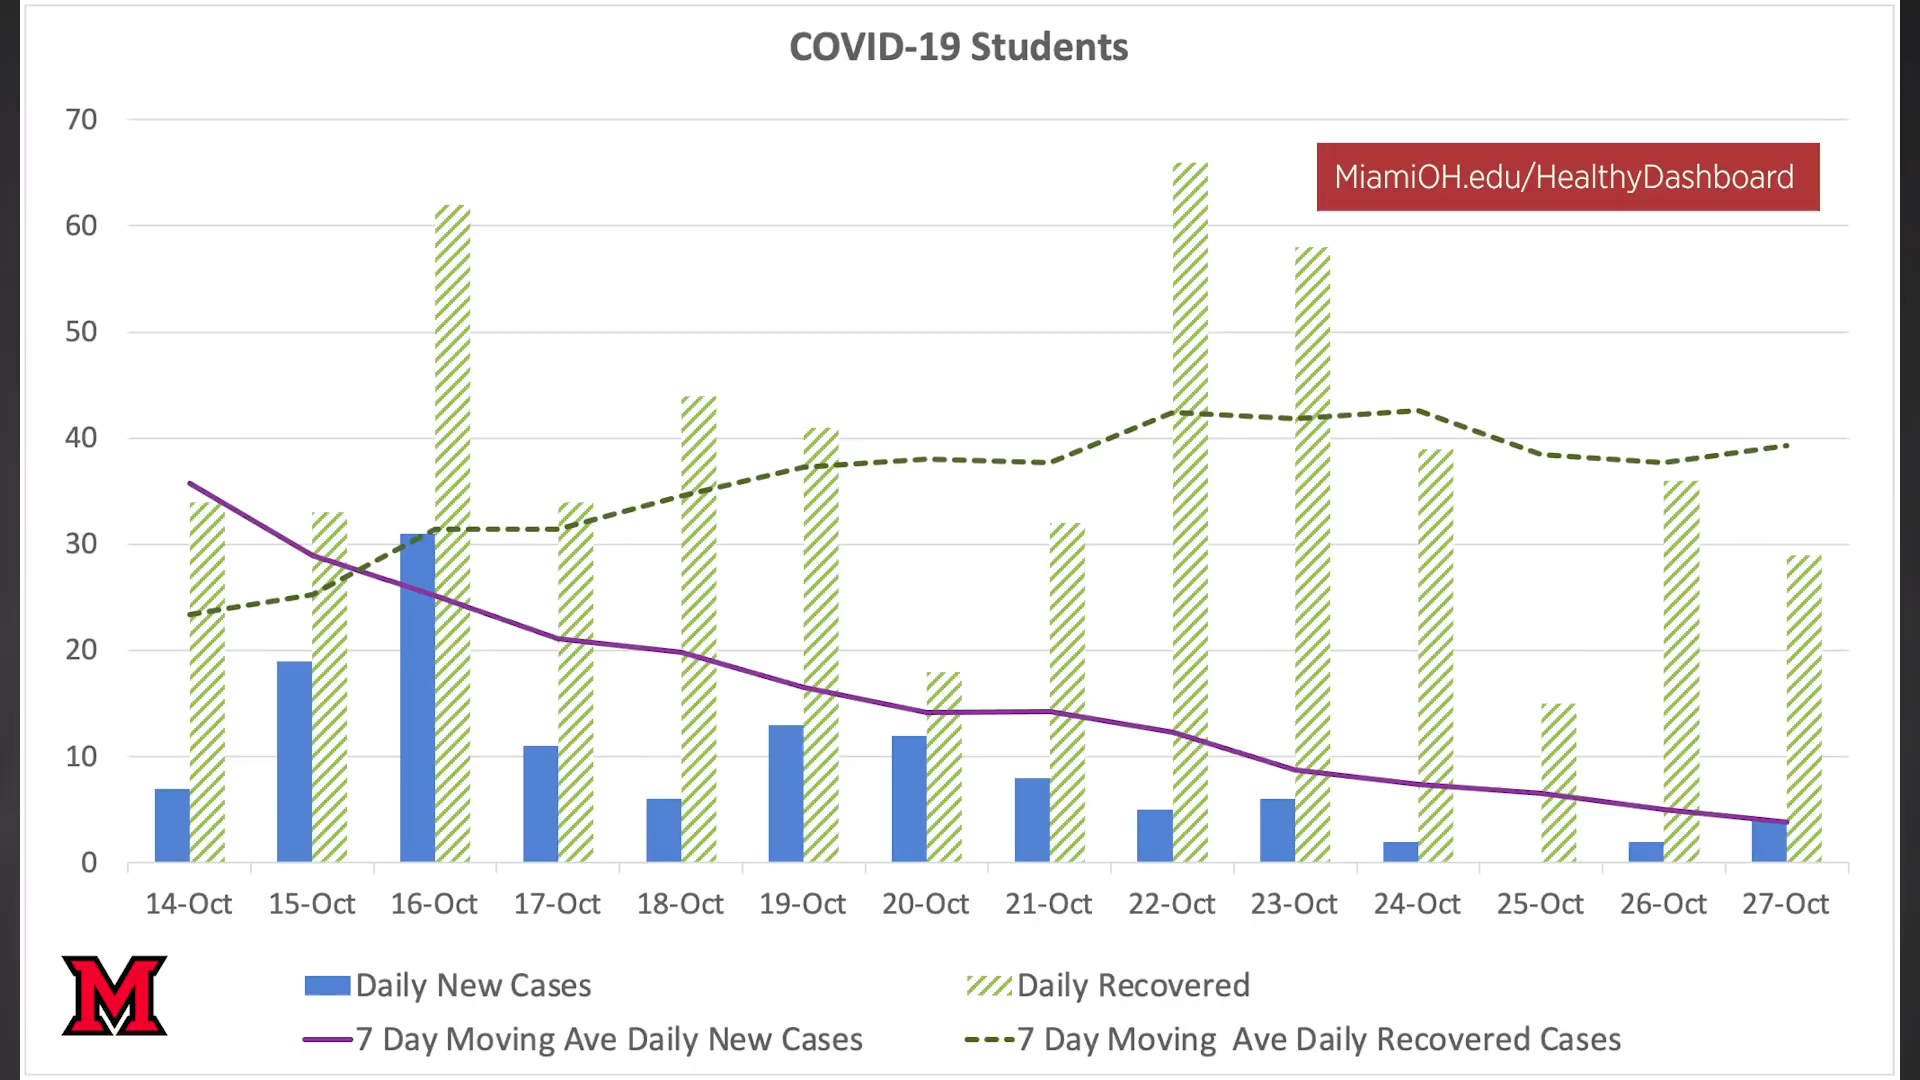 COVID-19 Students
70
MiamiOH.edu/HealthyDashboard
60
50
40
30
20
10
0
14-Oct 15-Oct 16-Oct 17-Oct 18-Oct 19-Oct 20-Oct 21-Oct 22-Oct 23-Oct 24-Oct 25-Oct 26-Oct 27-Oct
M
Daily New Cases Daily Recovered
7 Day Moving Ave Daily New Cases 7 Day Moving  Ave Daily Recovered Cases